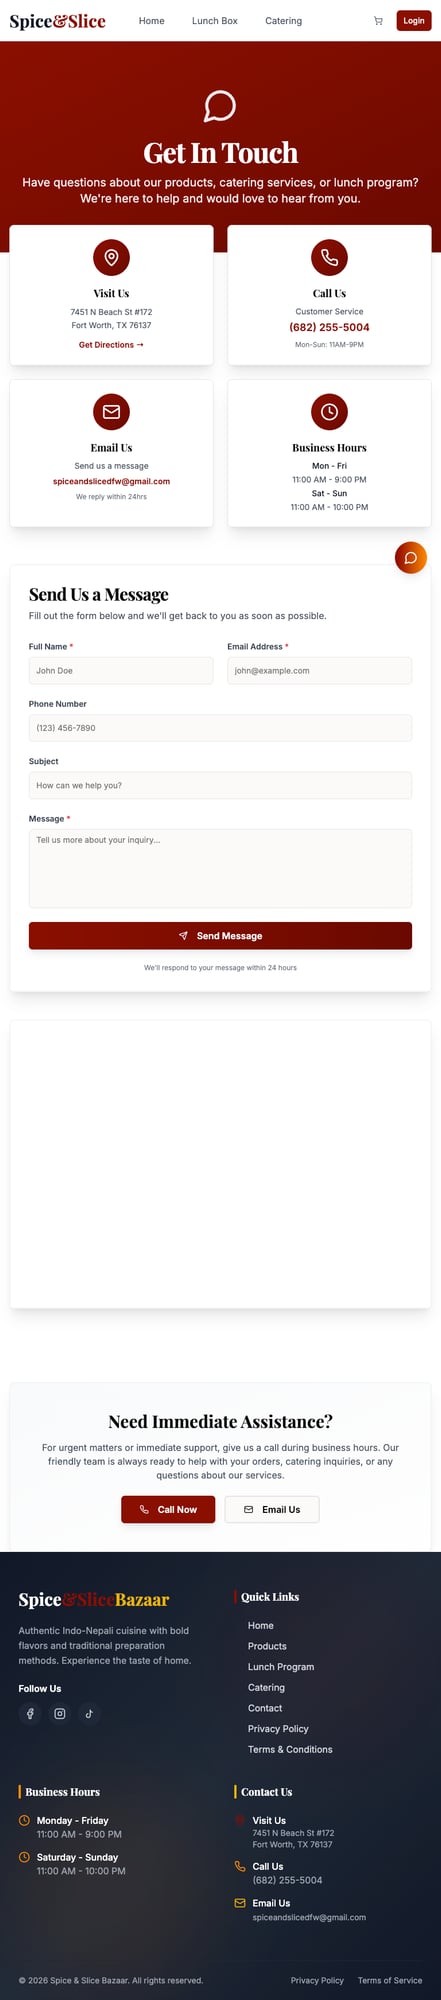 Spice&Slice
Home
Lunch Box
Catering
Login
Get In Touch
Have questions about our products, catering services, or lunch program?
We're here to help and would love to hear from you.
Visit Us
7451 N Beach St #172
Fort Worth, TX 76137
Get Directions →
Call Us
Customer Service
(682) 255-5004
Mon-Sun: 11AM-9PM
Email Us
Send us a message
spiceandslicedfw@gmail.com
We reply within 24hrs
Business Hours
Mon - Fri
11:00 AM - 9:00 PM
Sat - Sun
11:00 AM - 10:00 PM
Send Us a Message
Fill out the form below and we'll get back to you as soon as possible.
Full Name *
John Doe
Email Address *
john@example.com
Phone Number
(123) 456-7890
Subject
How can we help you?
Message *
Tell us more about your inquiry...
Send Message
We'll respond to your message within 24 hours
Need Immediate Assistance?
For urgent matters or immediate support, give us a call during business hours. Our
friendly team is always ready to help with your orders, catering inquiries, or any
questions about our services.
Call Now
Email Us
Spice&SliceBazaar
Authentic Indo-Nepali cuisine with bold
flavors and traditional preparation
methods. Experience the taste of home.
Follow Us
Quick Links
Home
Products
Lunch Program
Catering
Contact
Privacy Policy
Terms & Conditions
Business Hours
Monday - Friday
11:00 AM - 9:00 PM
Saturday - Sunday
11:00 AM - 10:00 PM
Contact Us
Visit Us
7451 N Beach St #172
Fort Worth, TX 76137
Call Us
(682) 255-5004
Email Us
spiceandslicedfw@gmail.com
© 2026 Spice & Slice Bazaar. All rights reserved.
Privacy Policy
Terms of Service